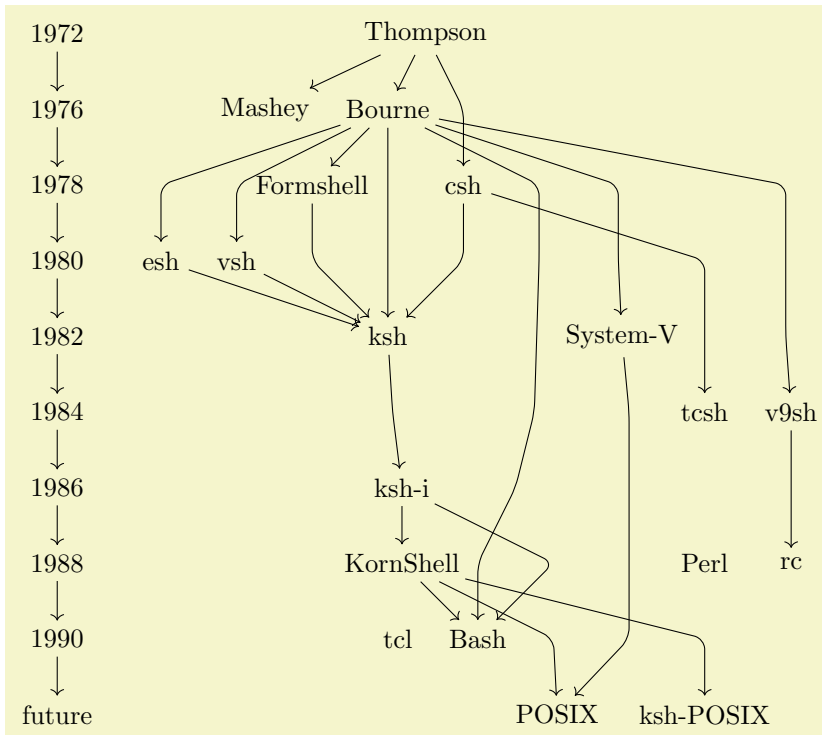 1972 Thompson
1976 Mashey Bourne
1978 Formshell csh
1980 esh vsh
1982 ksh System-V
1984 tcsh v9sh
1986 ksh-i
1988 KornShell Perl rc
1990 tcl Bash
future POSIX ksh-POSIX